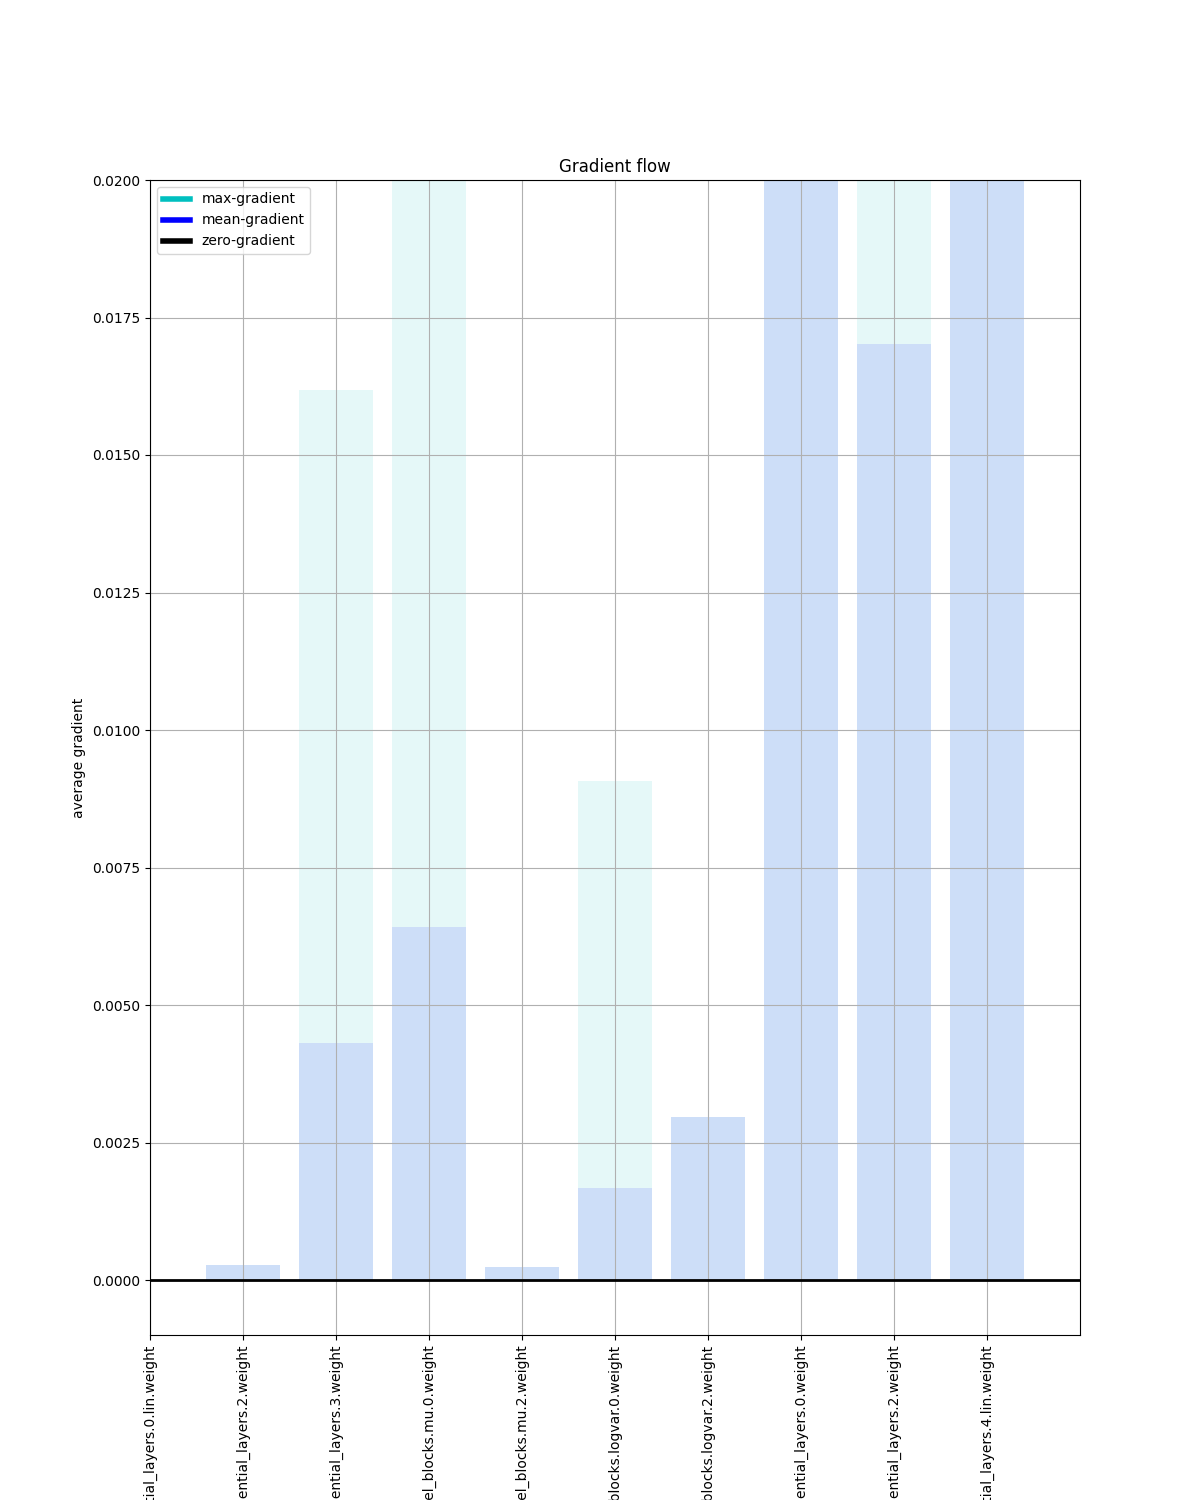 Gradient flow
max-gradient
mean-gradient
zero-gradient
0.0200
0.0175
0.0150
0.0125
0.0100
0.0075
0.0050
0.0025
0.0000
average gradient
tial_layers.0.lin.weight
ential_layers.2.weight
ential_layers.3.weight
el_blocks.mu.0.weight
el_blocks.mu.2.weight
blocks.logvar.0.weight
blocks.logvar.2.weight
ential_layers.0.weight
ential_layers.2.weight
tial_layers.4.lin.weight